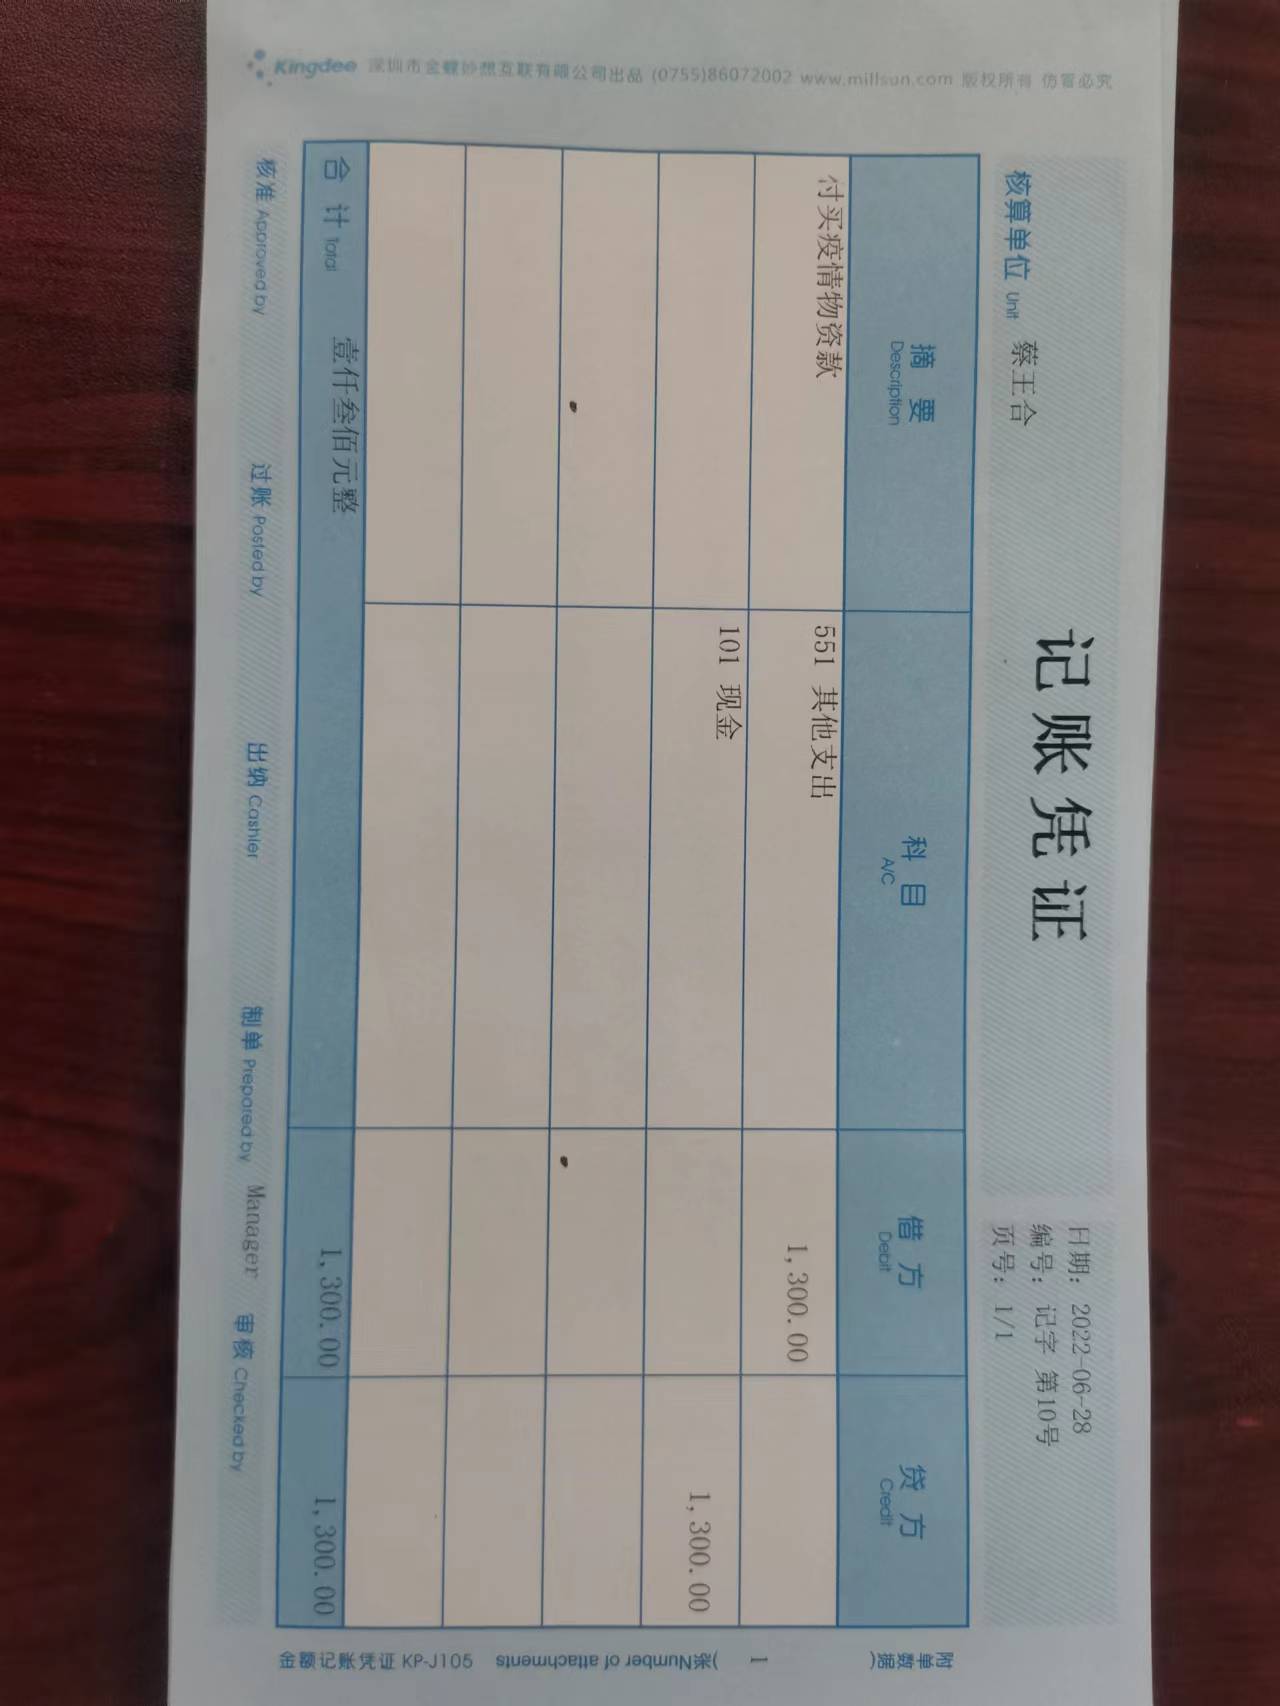 记账凭证
核算单位 Unit 蔡王合
日期: 2022-06-28
编号: 记字 第10号
页号: 1/1
摘 要 科 目 借 方 贷 方
Description A/C Debit Credit
付买疫情物资款 551 其他支出 1,300.00
101 现金 1,300.00
合 计 Total 壹仟叁佰元整 1,300.00 1,300.00
核准 Approved by 过账 Posted by 出纳 Cashier 制单 Prepared by Manager 审核 Checked by
附单数据( 1 )张(Number of attachments
金额记账凭证 KP-J105
Kingdee 深圳市金蝶妙想互联有限公司出品 (0755)86072002 www.millsun.com 版权所有 仿冒必究